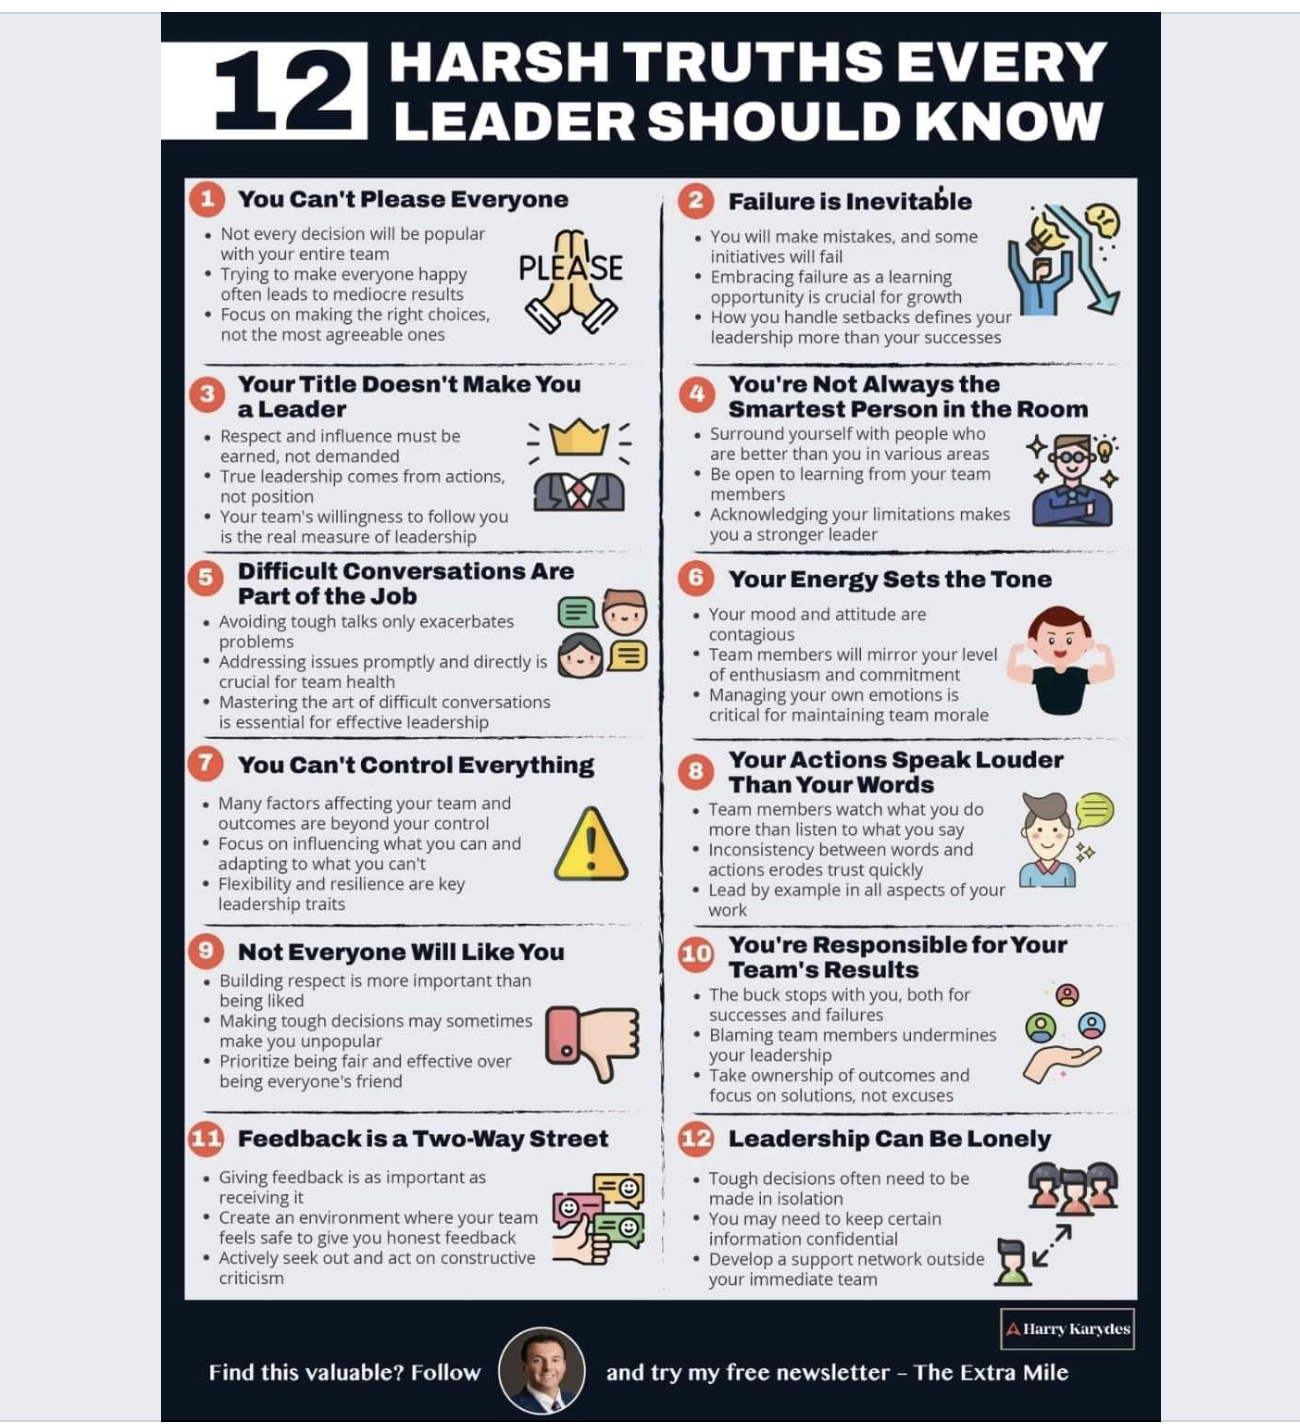 12
HARSH TRUTHS EVERY
LEADER SHOULD KNOW
1
You Can't Please Everyone
• Not every decision will be popular
with your entire team
• Trying to make everyone happy
often leads to mediocre results
• Focus on making the right choices,
not the most agreeable ones
PLEASE
2
Failure is Inevitable
• You will make mistakes, and some
initiatives will fail
• Embracing failure as a learning
opportunity is crucial for growth
• How you handle setbacks defines your
leadership more than your successes
3
Your Title Doesn't Make You
a Leader
• Respect and influence must be
earned, not demanded
• True leadership comes from actions,
not position
• Your team's willingness to follow you
is the real measure of leadership
4
You're Not Always the
Smartest Person in the Room
• Surround yourself with people who
are better than you in various areas
• Be open to learning from your team
members
• Acknowledging your limitations makes
you a stronger leader
5
Difficult Conversations Are
Part of the Job
• Avoiding tough talks only exacerbates
problems
• Addressing issues promptly and directly is
crucial for team health
• Mastering the art of difficult conversations
is essential for effective leadership
6
Your Energy Sets the Tone
• Your mood and attitude are
contagious
• Team members will mirror your level
of enthusiasm and commitment
• Managing your own emotions is
critical for maintaining team morale
7
You Can't Control Everything
• Many factors affecting your team and
outcomes are beyond your control
• Focus on influencing what you can and
adapting to what you can't
• Flexibility and resilience are key
leadership traits
8
Your Actions Speak Louder
Than Your Words
• Team members watch what you do
more than listen to what you say
• Inconsistency between words and
actions erodes trust quickly
• Lead by example in all aspects of your
work
9
Not Everyone Will Like You
• Building respect is more important than
being liked
• Making tough decisions may sometimes
make you unpopular
• Prioritize being fair and effective over
being everyone's friend
10
You're Responsible for Your
Team's Results
• The buck stops with you, both for
successes and failures
• Blaming team members undermines
your leadership
• Take ownership of outcomes and
focus on solutions, not excuses
11
Feedback is a Two-Way Street
• Giving feedback is as important as
receiving it
• Create an environment where your team
feels safe to give you honest feedback
• Actively seek out and act on constructive
criticism
12
Leadership Can Be Lonely
• Tough decisions often need to be
made in isolation
• You may need to keep certain
information confidential
• Develop a support network outside
your immediate team
Harry Karydes
Find this valuable? Follow and try my free newsletter – The Extra Mile